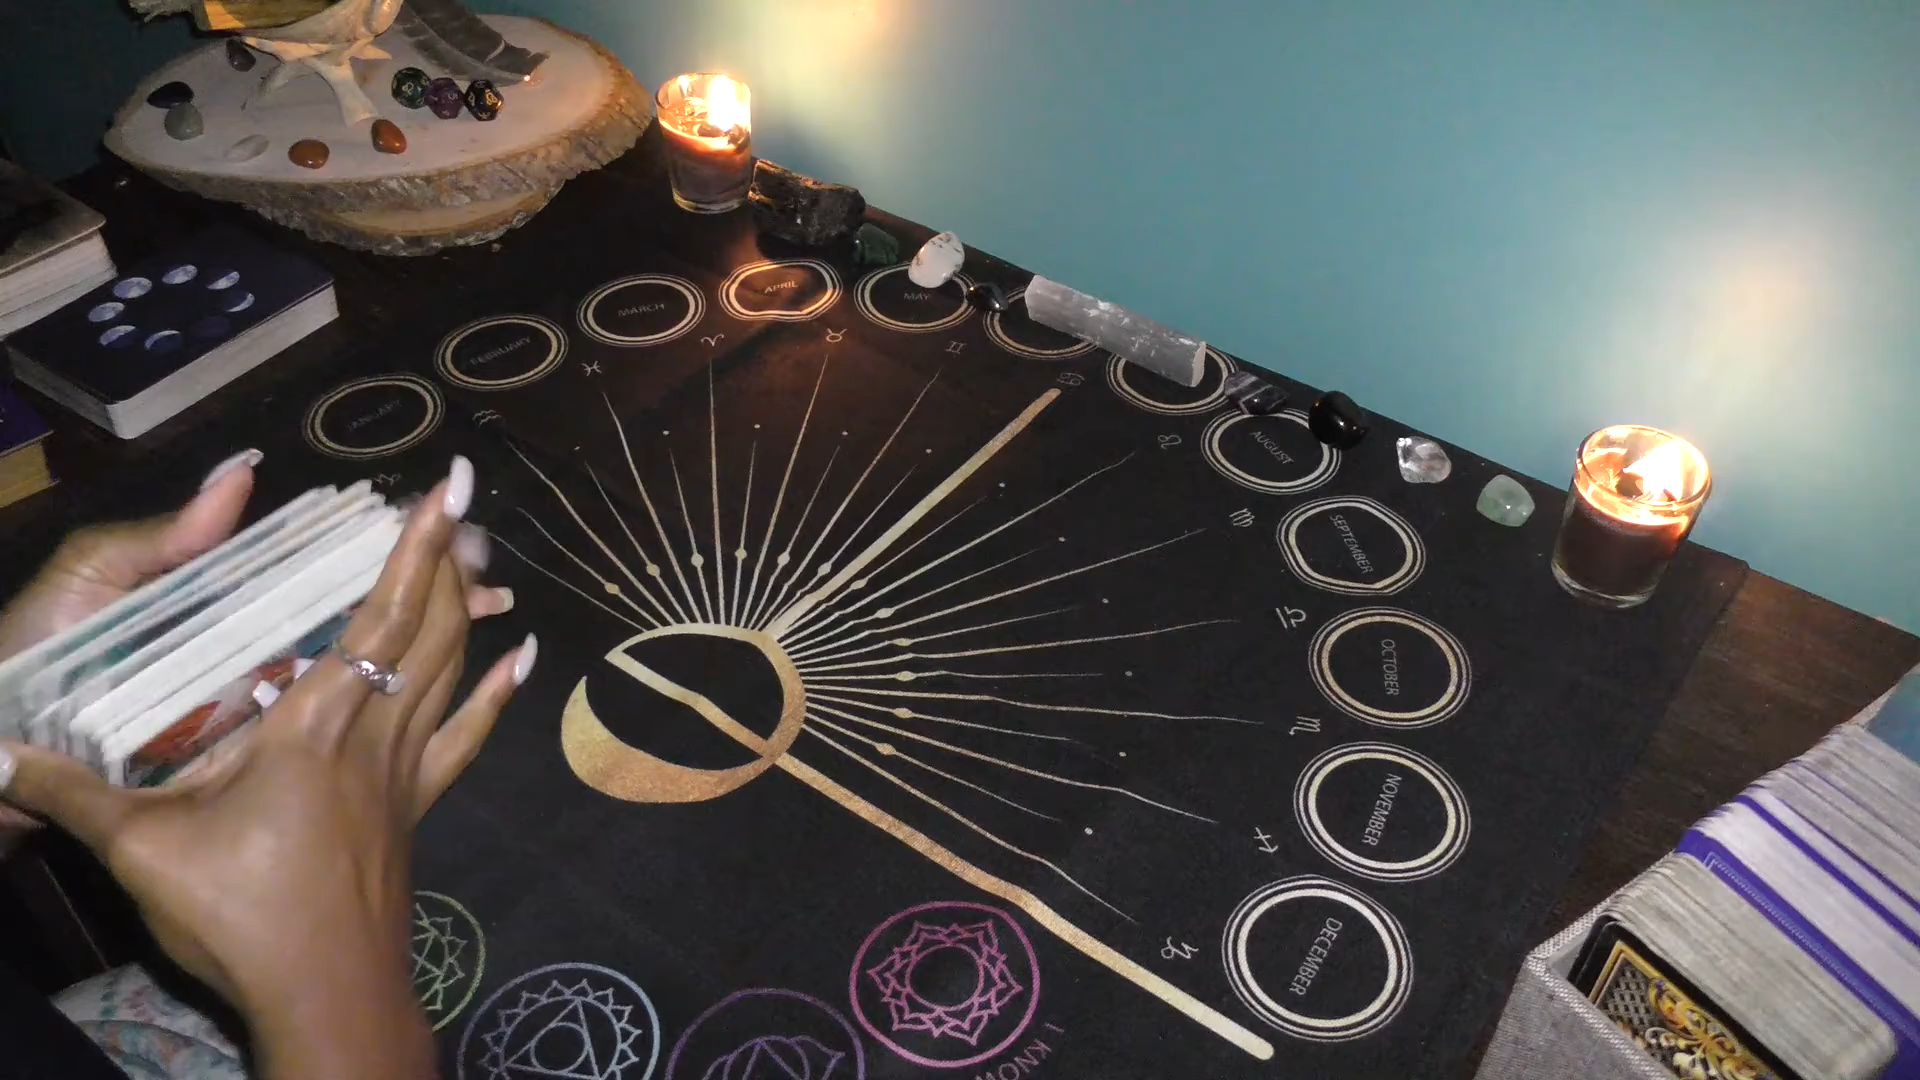 JANUARY
FEBRUARY
MARCH
APRIL
MAY
AUGUST
SEPTEMBER
OCTOBER
NOVEMBER
DECEMBER
I KNOW